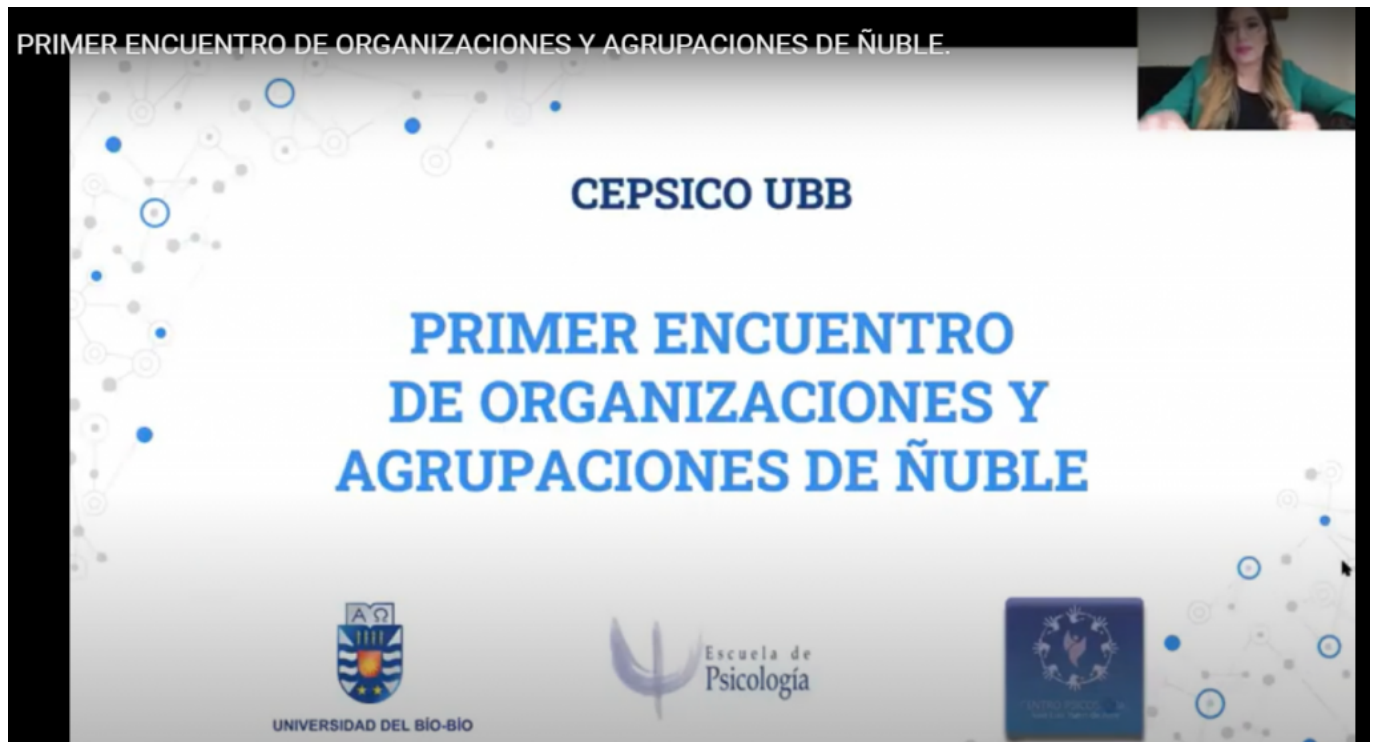 PRIMER ENCUENTRO DE ORGANIZACIONES Y AGRUPACIONES DE ÑUBLE.
CEPSICO UBB
PRIMER ENCUENTRO
DE ORGANIZACIONES Y
AGRUPACIONES DE ÑUBLE
ΑΩ
UNIVERSIDAD DEL BÍO-BÍO
Escuela de
Psicología